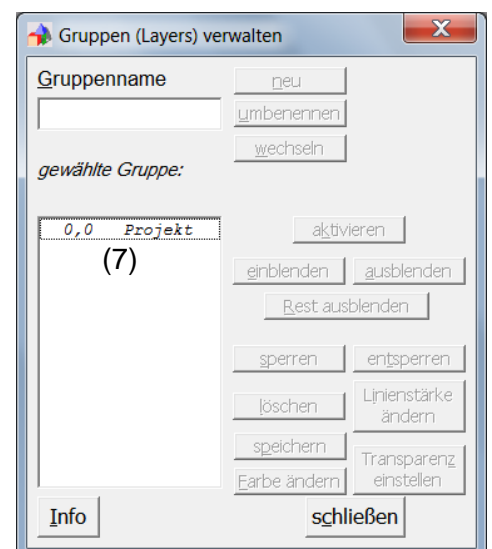 Gruppen (Layers) verwalten
X
Gruppenname
neu
umbenennen
wechseln
gewählte Gruppe:
0,0 Projekt
(7)
aktivieren
einblenden
ausblenden
Rest ausblenden
sperren
entsperren
löschen
Linienstärke
ändern
speichern
Farbe ändern
Transparenz
einstellen
Info
schließen